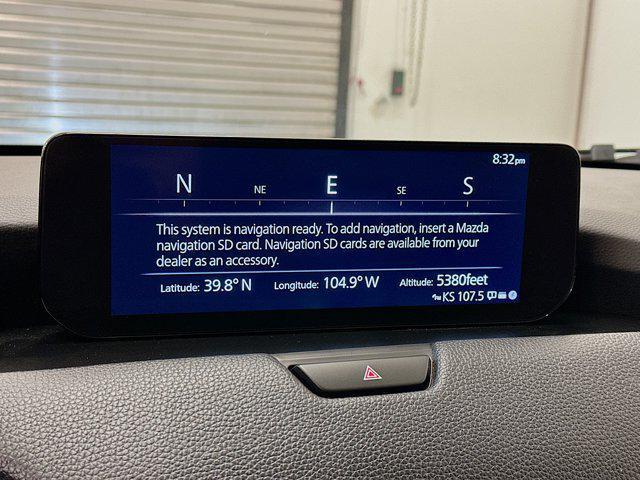 8:32pm
N NE E SE S
This system is navigation ready. To add navigation, insert a Mazda
navigation SD card. Navigation SD cards are available from your
dealer as an accessory.
Latitude: 39.8° N Longitude: 104.9° W Altitude: 5380feet
KS 107.5